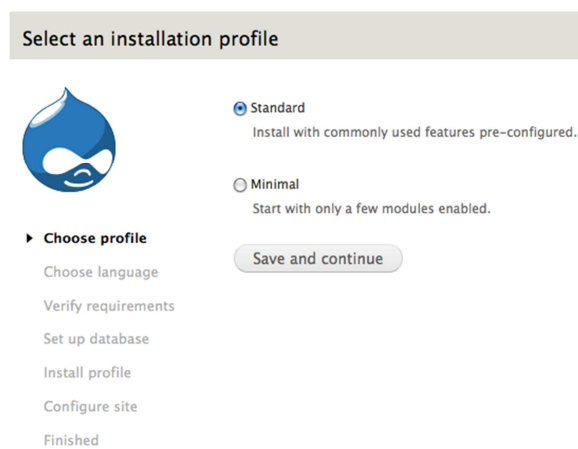 Select an installation profile
Standard
Install with commonly used features pre-configured.
Minimal
Start with only a few modules enabled.
Save and continue
Choose profile
Choose language
Verify requirements
Set up database
Install profile
Configure site
Finished